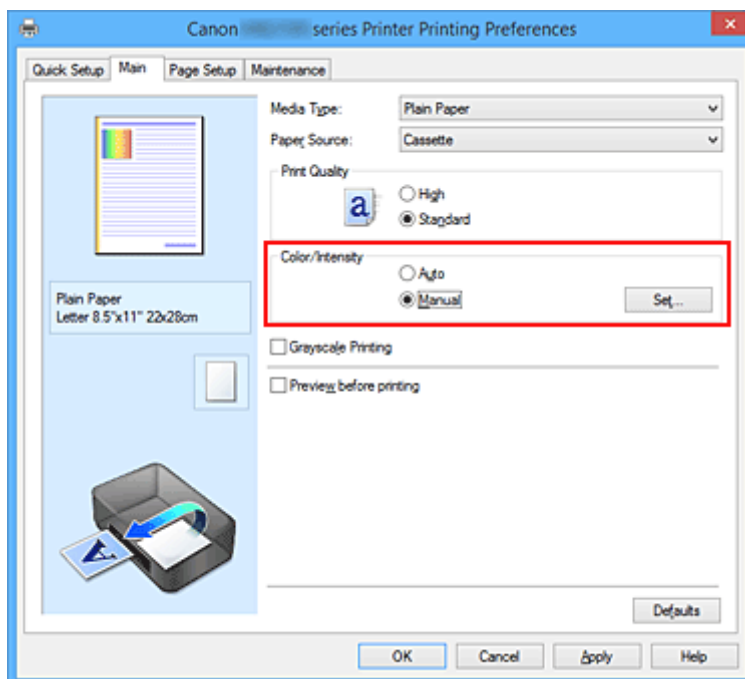 Canon series Printer Printing Preferences
Quick Setup Main Page Setup Maintenance
Media Type: Plain Paper
Paper Source: Cassette
Print Quality
a
High
Standard
Color/Intensity
Auto
Manual
Set...
Plain Paper
Letter 8.5"x11" 22x28cm
Grayscale Printing
Preview before printing
A
Defaults
OK Cancel Apply Help